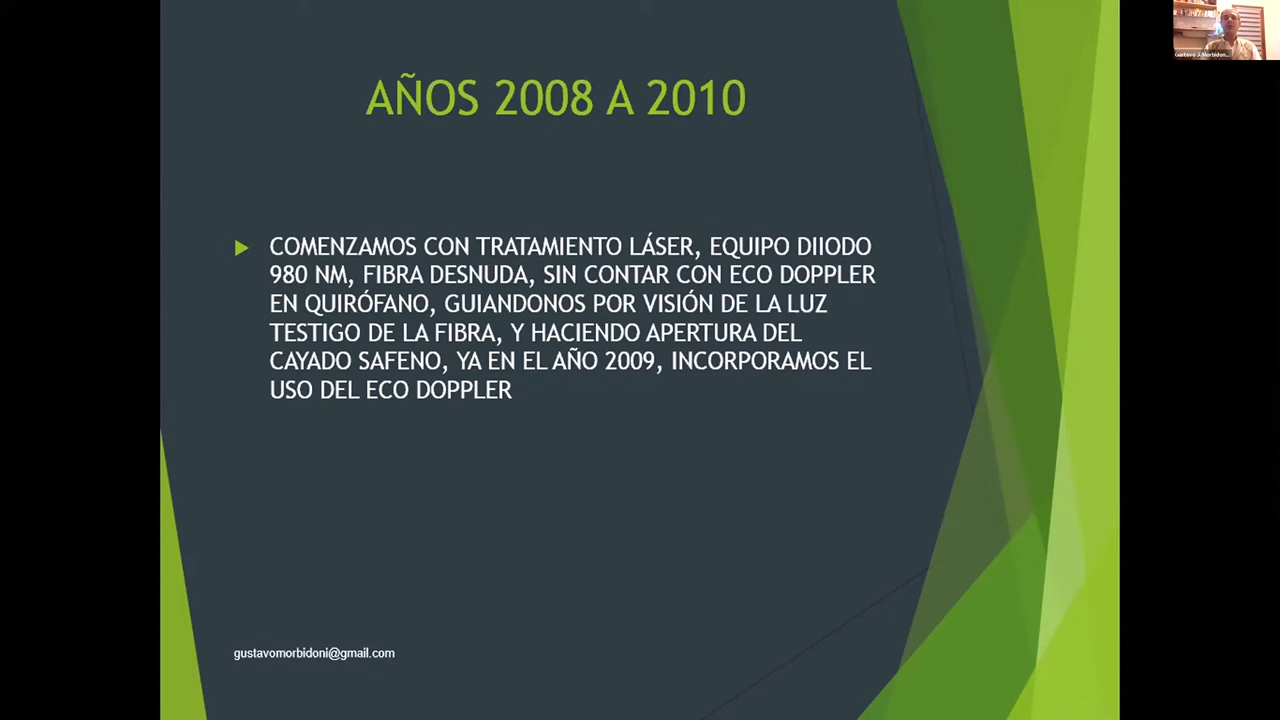 AÑOS 2008 A 2010
COMENZAMOS CON TRATAMIENTO LÁSER, EQUIPO DIIODO
980 NM, FIBRA DESNUDA, SIN CONTAR CON ECO DOPPLER
EN QUIRÓFANO, GUIANDONOS POR VISIÓN DE LA LUZ
TESTIGO DE LA FIBRA, Y HACIENDO APERTURA DEL
CAYADO SAFENO, YA EN EL AÑO 2009, INCORPORAMOS EL
USO DEL ECO DOPPLER
gustavomorbidoni@gmail.com
Gustavo J.Morbidon...